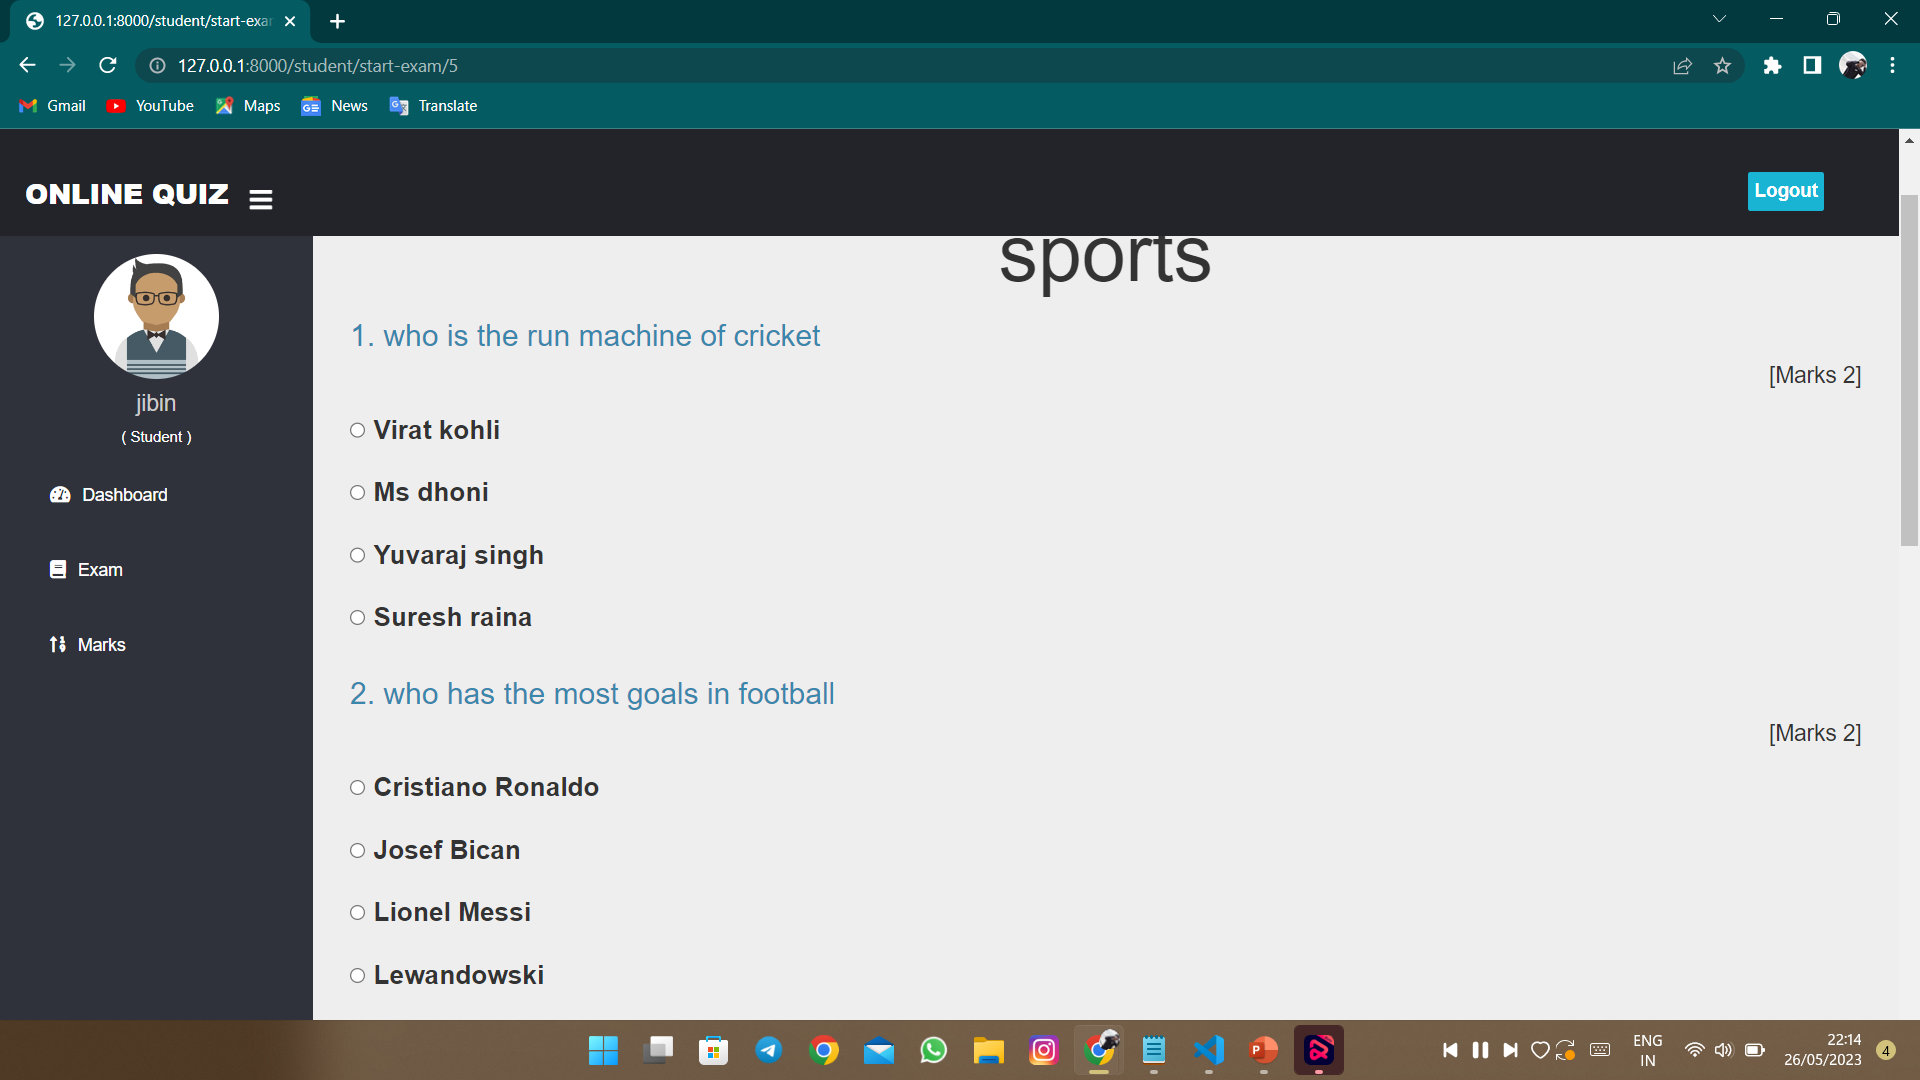 127.0.0.1:8000/student/start-exar
127.0.0.1:8000/student/start-exam/5
Gmail YouTube Maps News Translate
ONLINE QUIZ
Logout
jibin
( Student )
Dashboard
Exam
Marks
sports
1. who is the run machine of cricket
[Marks 2]
Virat kohli
Ms dhoni
Yuvaraj singh
Suresh raina
2. who has the most goals in football
[Marks 2]
Cristiano Ronaldo
Josef Bican
Lionel Messi
Lewandowski
ENG
IN
22:14
26/05/2023
4